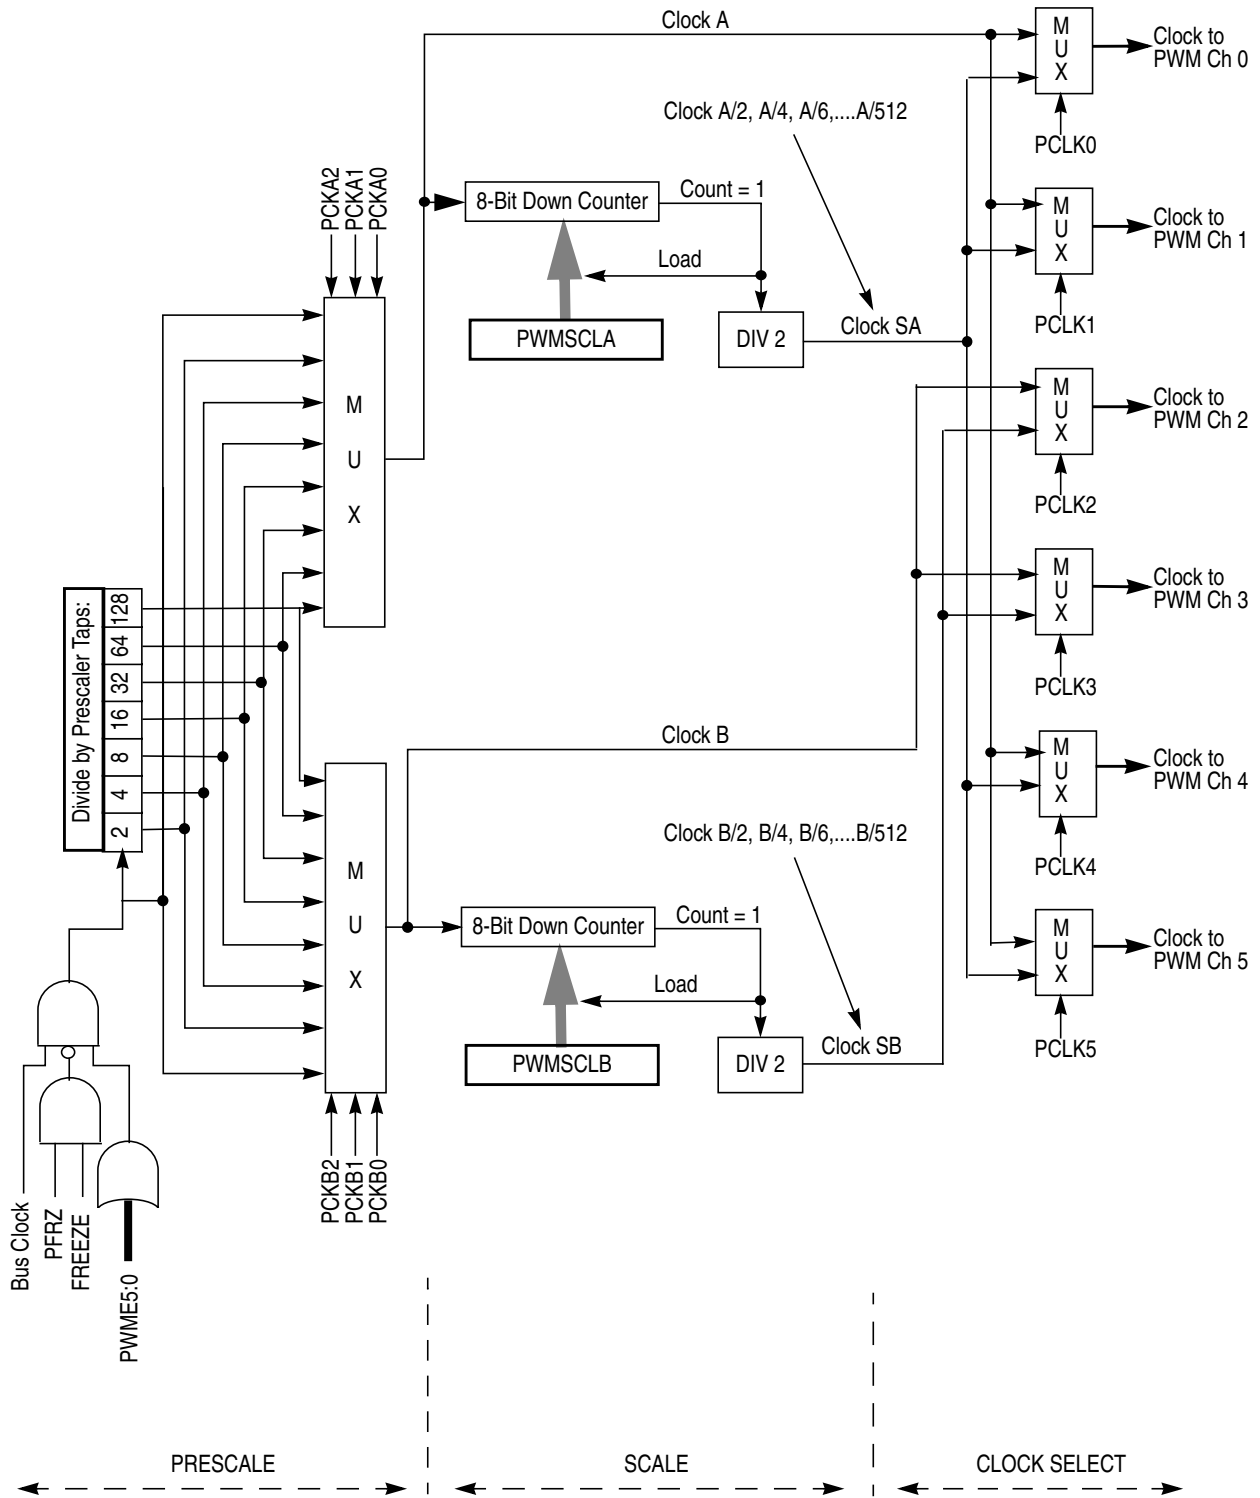 Clock A
M
U
X
Clock to
PWM Ch 0
PCLK0
Clock A/2, A/4, A/6,....A/512
PCKA2
PCKA1
PCKA0
8-Bit Down Counter
Count = 1
Load
PWMSCLA
DIV 2
Clock SA
M
U
X
Clock to
PWM Ch 1
PCLK1
M
U
X
M
U
X
Clock to
PWM Ch 2
PCLK2
M
U
X
Clock to
PWM Ch 3
PCLK3
Divide by Prescaler Taps:
128
64
32
16
8
4
2
Clock B
M
U
X
Clock to
PWM Ch 4
PCLK4
Clock B/2, B/4, B/6,....B/512
M
U
X
8-Bit Down Counter
Count = 1
Load
PWMSCLB
DIV 2
Clock SB
M
U
X
Clock to
PWM Ch 5
PCLK5
PCKB2
PCKB1
PCKB0
Bus Clock
PFRZ
FREEZE
PWME5:0
PRESCALE
SCALE
CLOCK SELECT